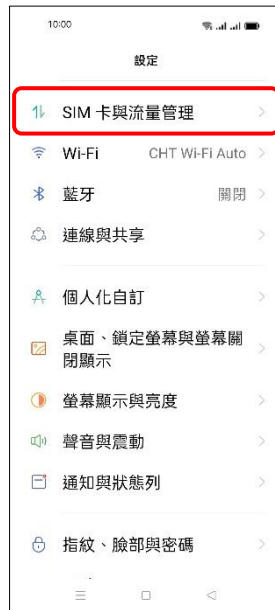 10:00
設定
SIM 卡與流量管理
Wi-Fi CHT Wi-Fi Auto
藍牙 關閉
連線與共享
個人化自訂
桌面、鎖定螢幕與螢幕關
閉顯示
螢幕顯示與亮度
聲音與震動
通知與狀態列
指紋、臉部與密碼